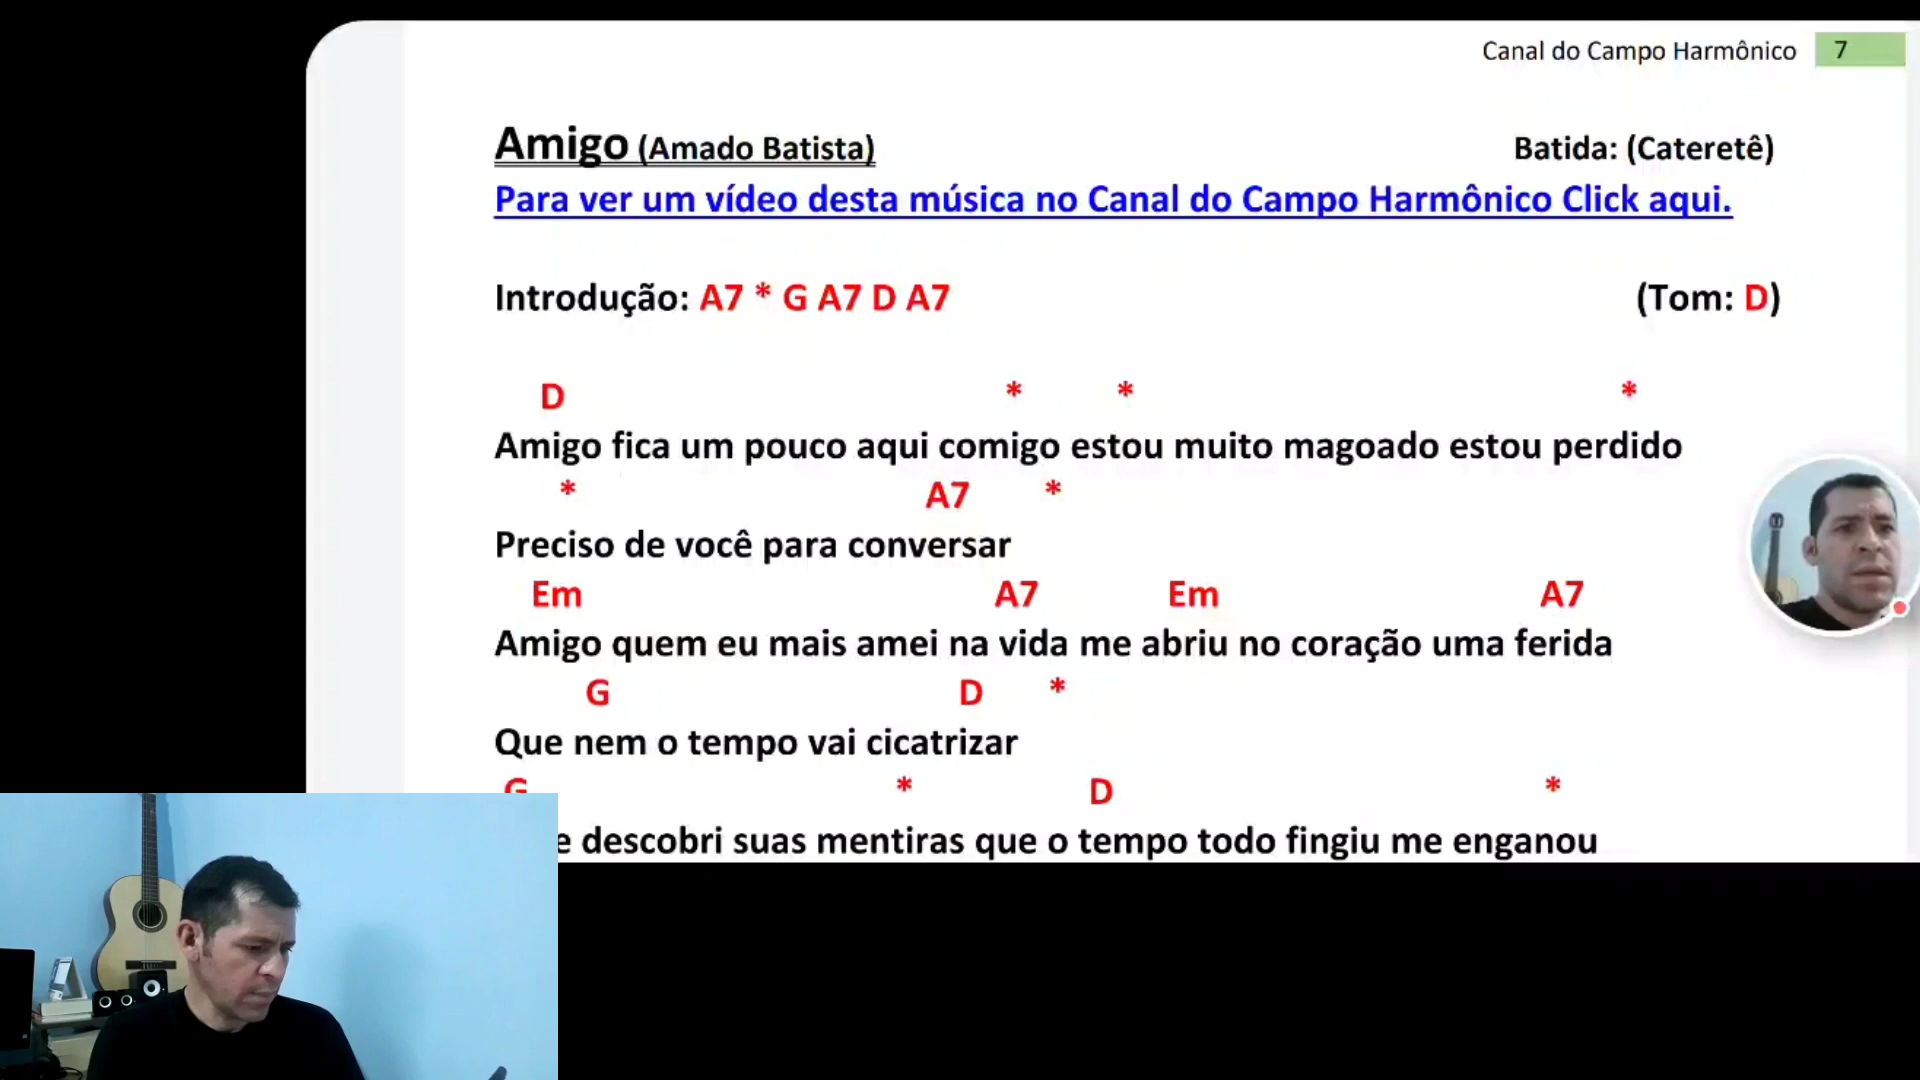 Canal do Campo Harmônico 7
Amigo (Amado Batista) Batida: (Cateretê)
Para ver um vídeo desta música no Canal do Campo Harmônico Click aqui.
Introdução: A7 * G A7 D A7 (Tom: D)
D * * *
Amigo fica um pouco aqui comigo estou muito magoado estou perdido
* A7 *
Preciso de você para conversar
Em A7 Em A7
Amigo quem eu mais amei na vida me abriu no coração uma ferida
G D *
Que nem o tempo vai cicatrizar
G * D *
e descobri suas mentiras que o tempo todo fingiu me enganou